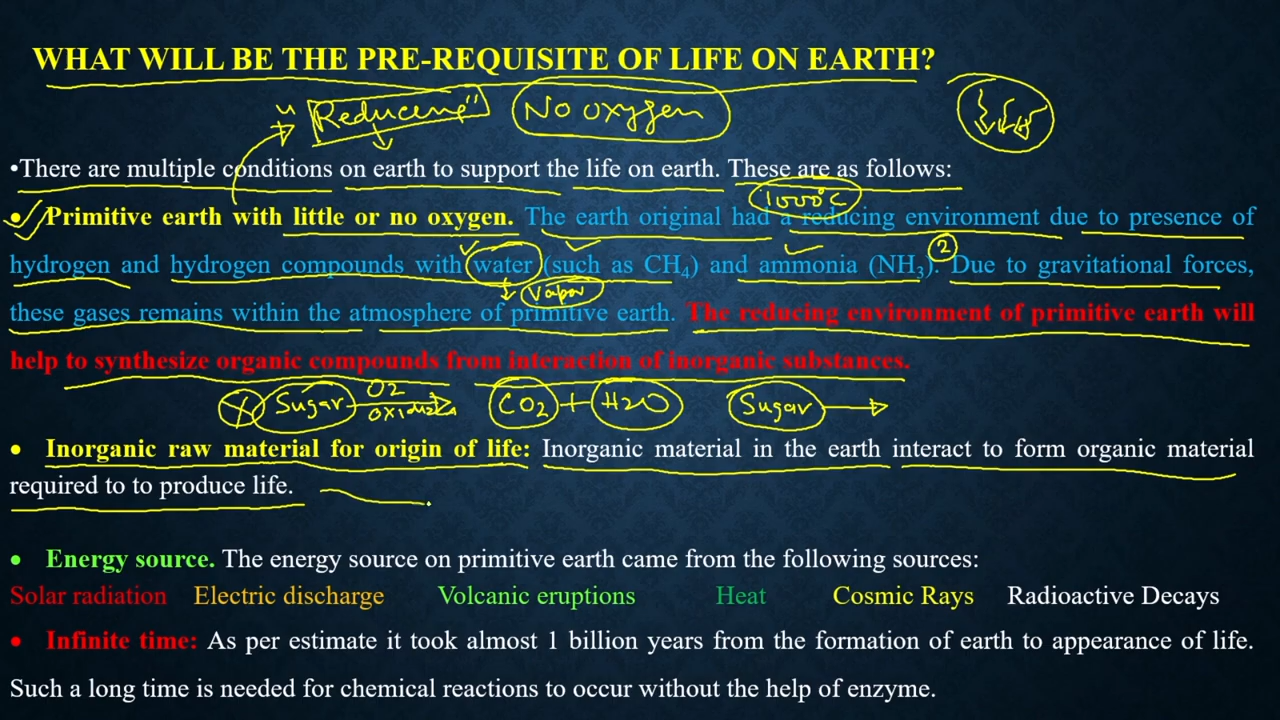 WHAT WILL BE THE PRE-REQUISITE OF LIFE ON EARTH?
"Reducene" No oxygen
•There are multiple conditions on earth to support the life on earth. These are as follows:
1000°C
• Primitive earth with little or no oxygen. The earth original had a reducing environment due to presence of
hydrogen and hydrogen compounds with water (such as CH₄) and ammonia (NH₃). Due to gravitational forces,
2
vapor
these gases remains within the atmosphere of primitive earth. The reducing environment of primitive earth will
help to synthesize organic compounds from interaction of inorganic substances.
Sugar O2 CO2 + H2O Sugar
• Inorganic raw material for origin of life: Inorganic material in the earth interact to form organic material
required to to produce life.
• Energy source. The energy source on primitive earth came from the following sources:
Solar radiation Electric discharge Volcanic eruptions Heat Cosmic Rays Radioactive Decays
• Infinite time: As per estimate it took almost 1 billion years from the formation of earth to appearance of life.
Such a long time is needed for chemical reactions to occur without the help of enzyme.